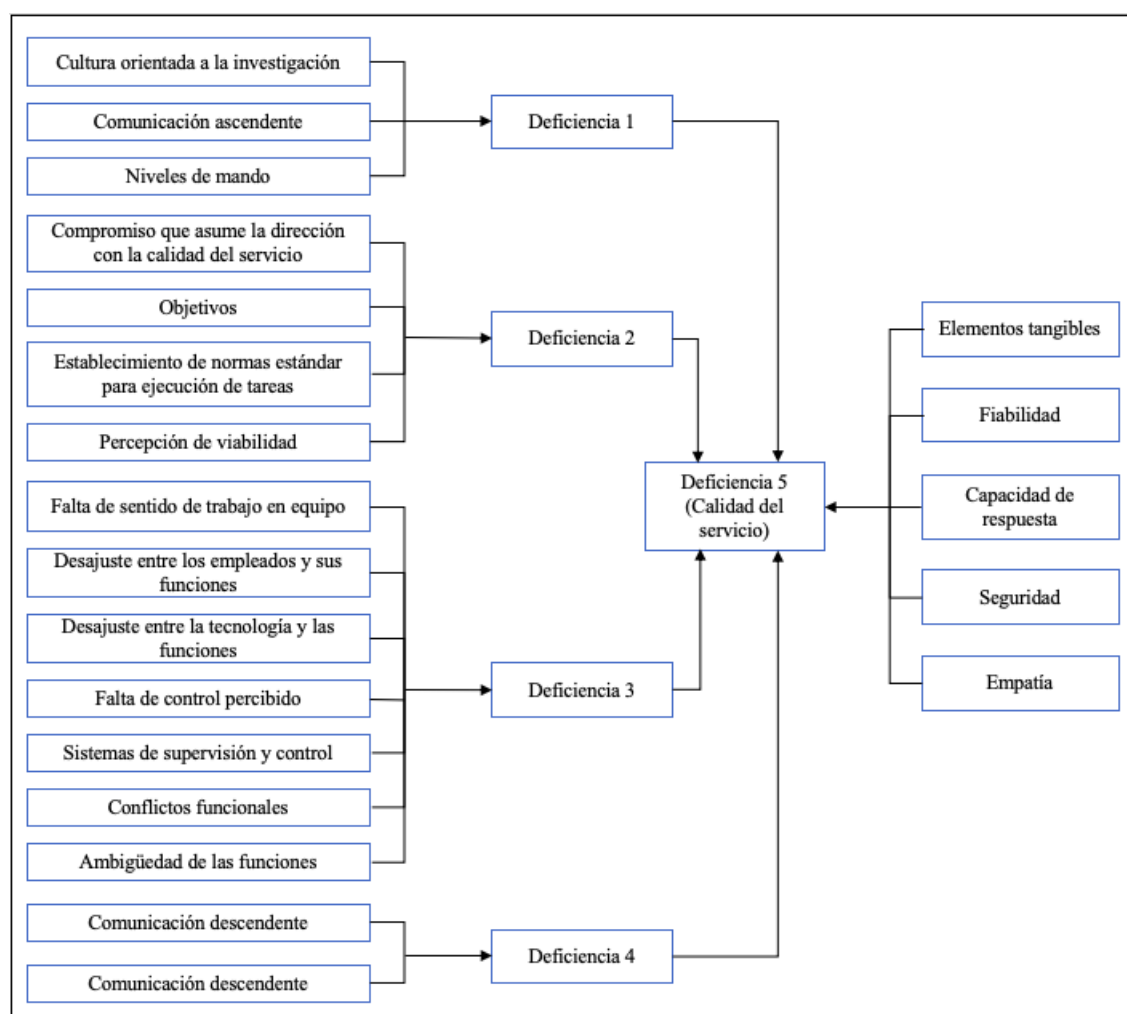 Cultura orientada a la investigación
Comunicación ascendente
Niveles de mando
Deficiencia 1
Compromiso que asume la dirección
con la calidad del servicio
Objetivos
Establecimiento de normas estándar
para ejecución de tareas
Percepción de viabilidad
Deficiencia 2
Falta de sentido de trabajo en equipo
Desajuste entre los empleados y sus
funciones
Desajuste entre la tecnología y las
funciones
Falta de control percibido
Sistemas de supervisión y control
Conflictos funcionales
Ambigüedad de las funciones
Deficiencia 3
Comunicación descendente
Comunicación descendente
Deficiencia 4
Deficiencia 5
(Calidad del
servicio)
Elementos tangibles
Fiabilidad
Capacidad de
respuesta
Seguridad
Empatía